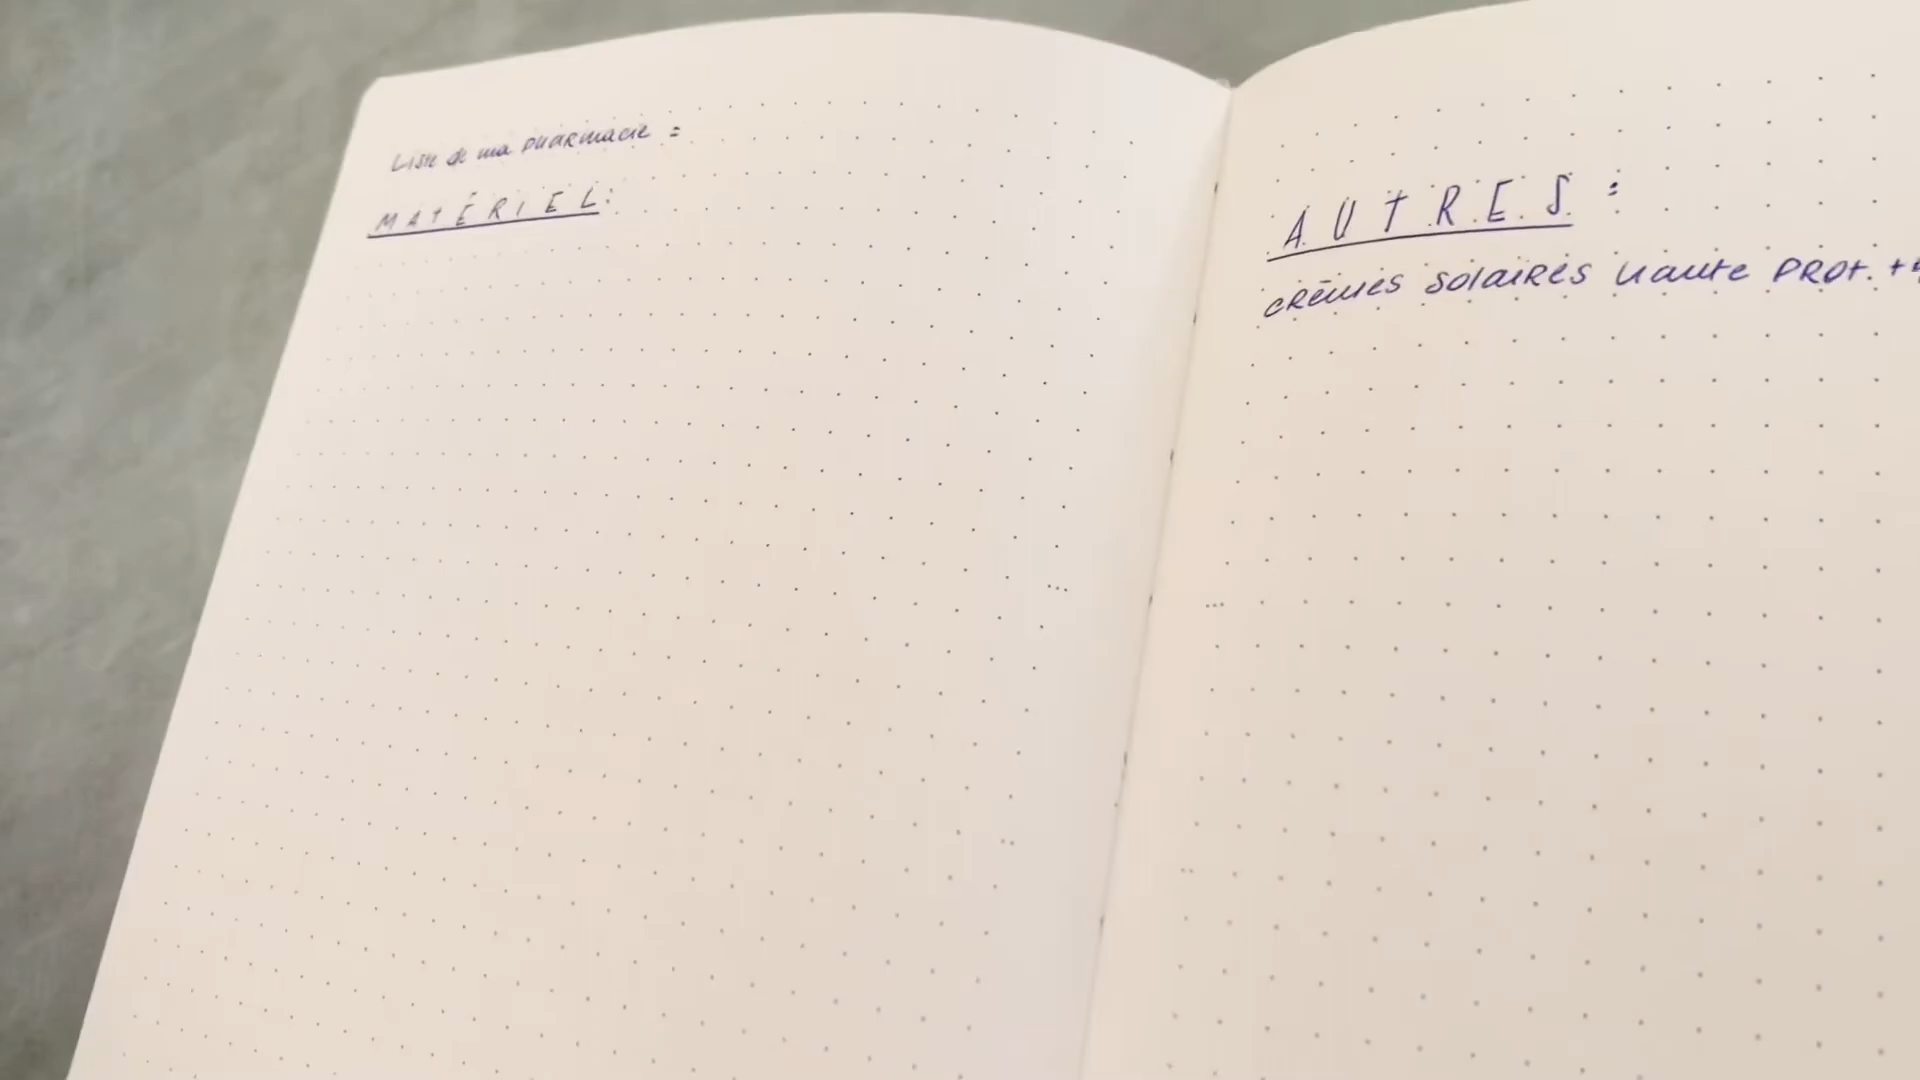 Liste de ma pharmacie :
MATÉRIEL:
AUTRES :
CRÈMES SOLAIRES HAUTE PROT. +